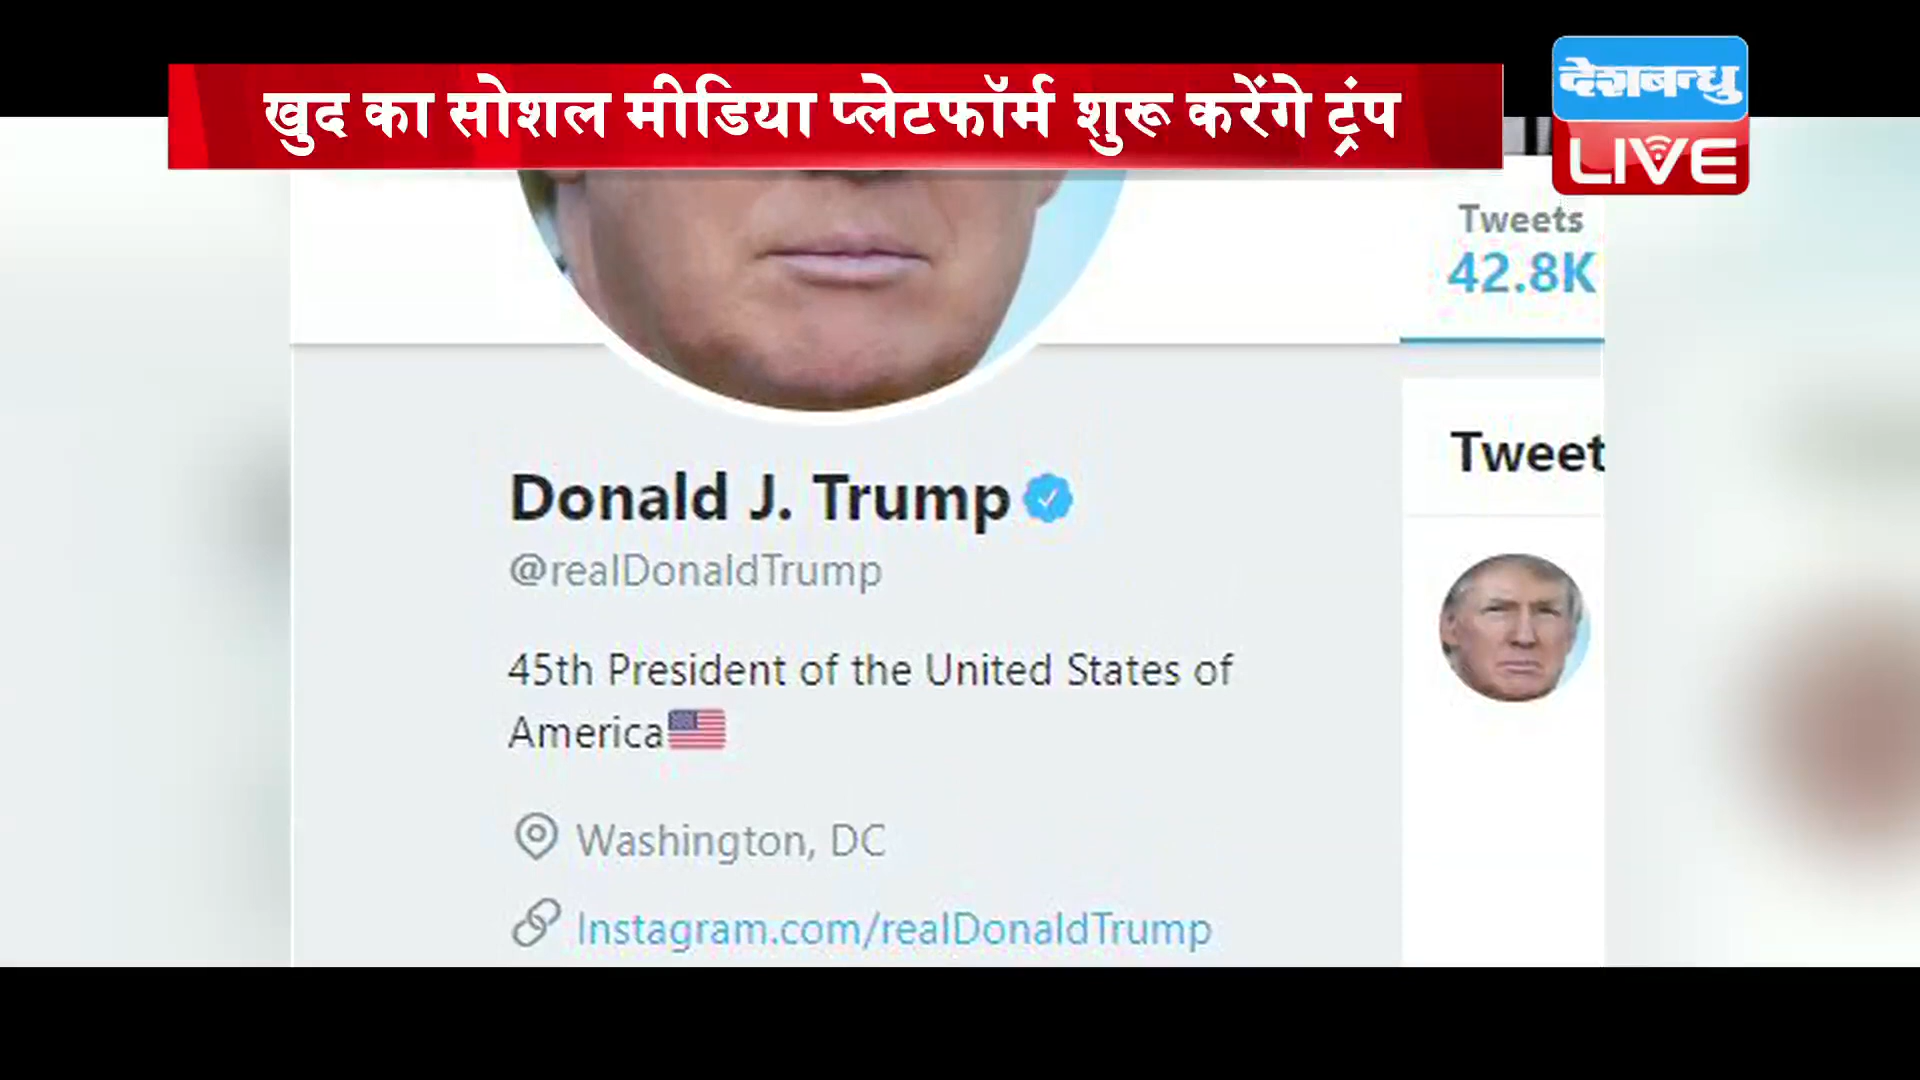 खुद का सोशल मीडिया प्लेटफॉर्म शुरू करेंगे ट्रंप
देशबन्धु
LIVE
Tweets
42.8K
Tweet
Donald J. Trump
@realDonaldTrump
45th President of the United States of
America
Washington, DC
Instagram.com/realDonaldTrump